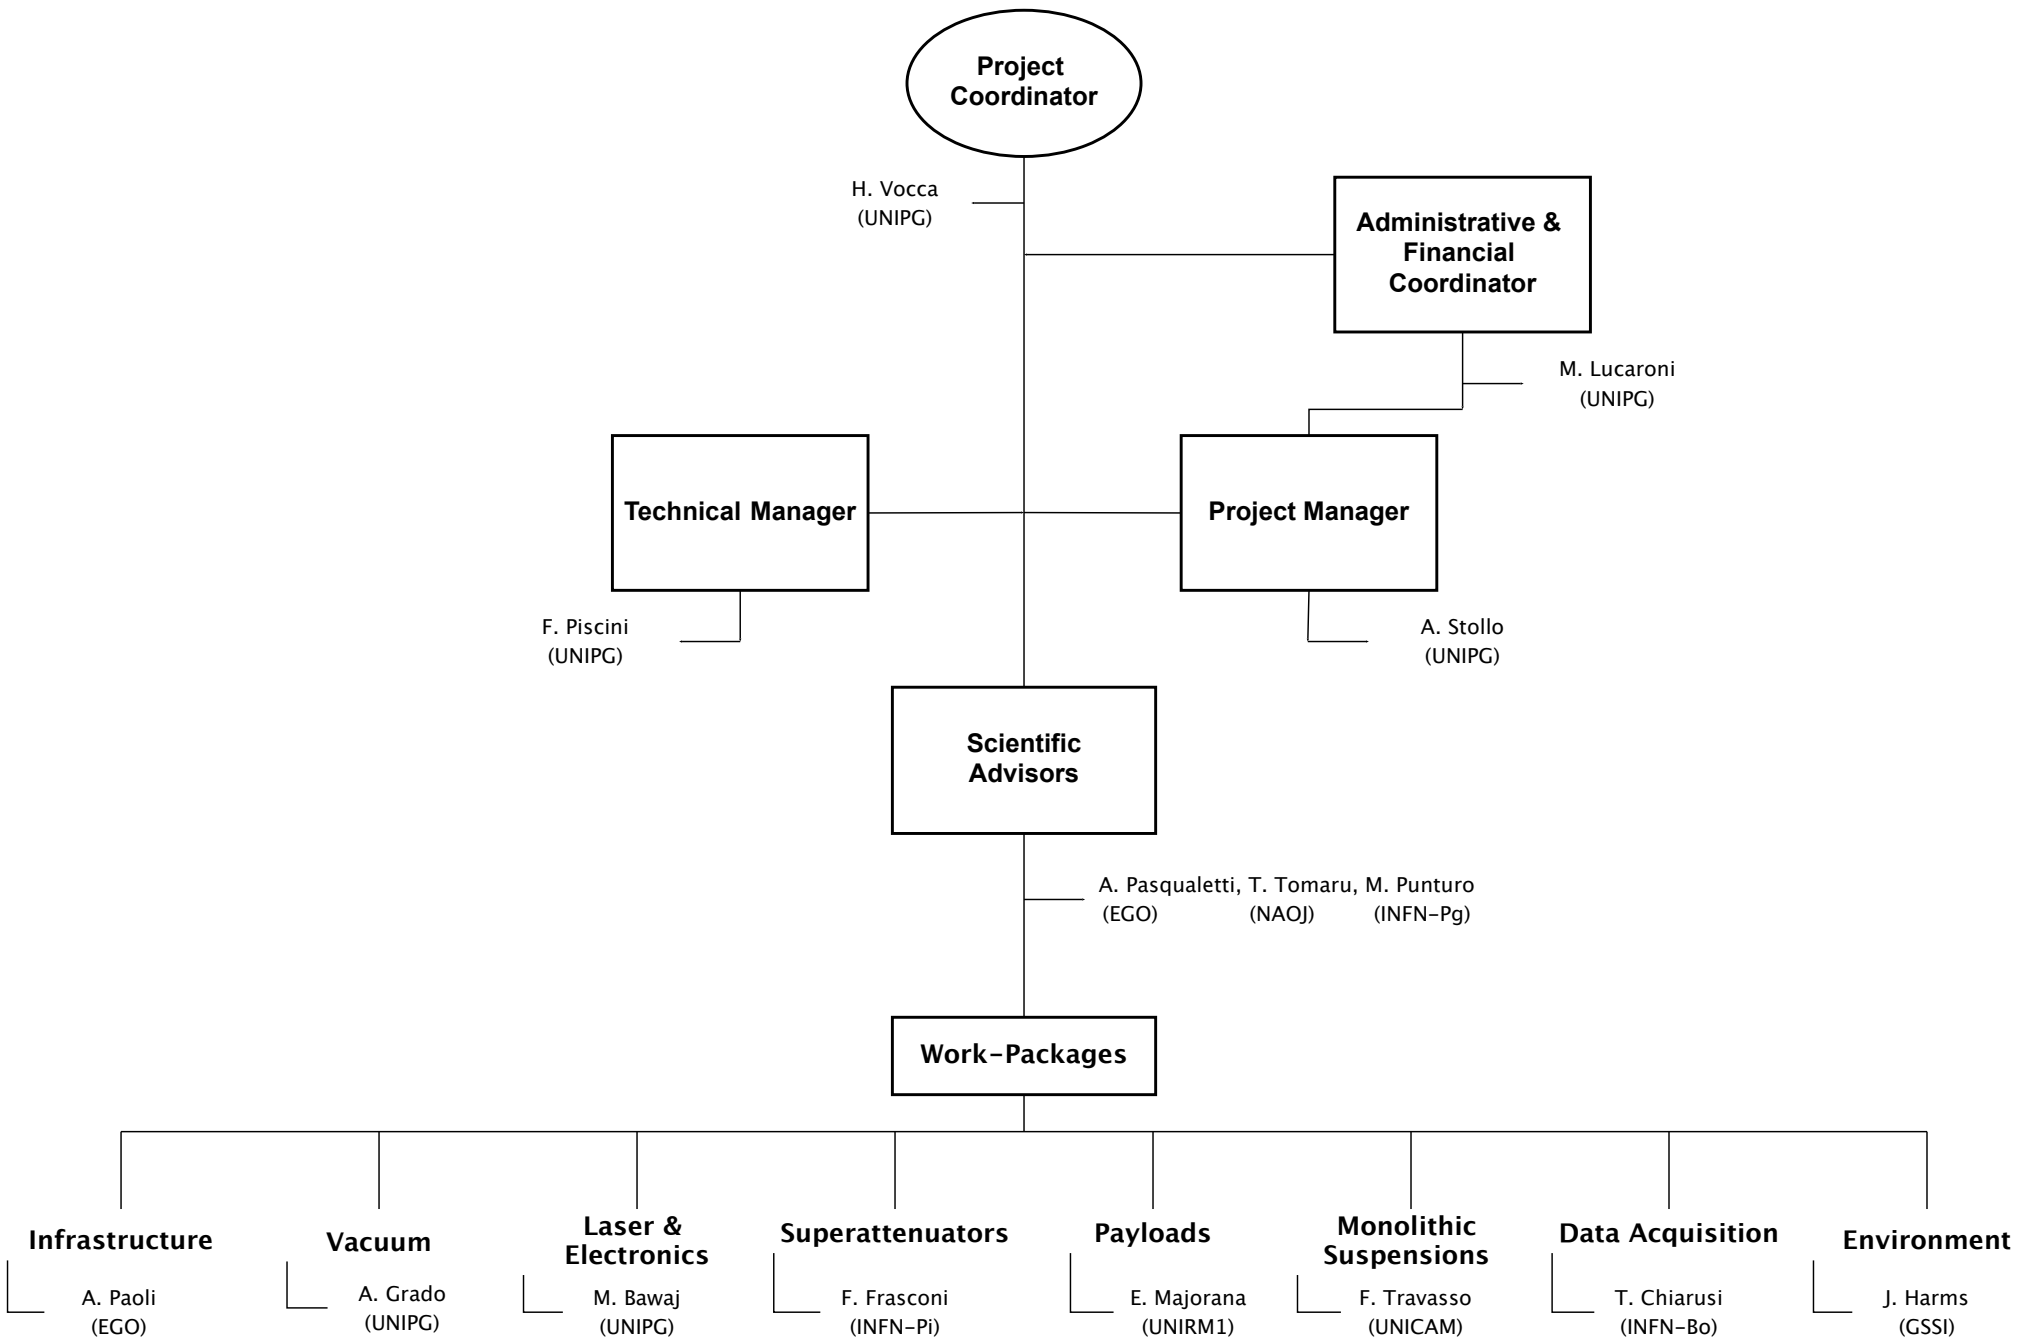 Project
Coordinator
H. Vocca
(UNIPG)
Administrative &
Financial
Coordinator
M. Lucaroni
(UNIPG)
Technical Manager
Project Manager
F. Piscini
(UNIPG)
A. Stollo
(UNIPG)
Scientific
Advisors
A. Pasqualetti, T. Tomaru, M. Punturo
(EGO) (NAOJ) (INFN-Pg)
Work-Packages
Infrastructure
A. Paoli
(EGO)
Vacuum
A. Grado
(UNIPG)
Laser &
Electronics
M. Bawaj
(UNIPG)
Superattenuators
F. Frasconi
(INFN-Pi)
Payloads
E. Majorana
(UNIRM1)
Monolithic
Suspensions
F. Travasso
(UNICAM)
Data Acquisition
T. Chiarusi
(INFN-Bo)
Environment
J. Harms
(GSSI)